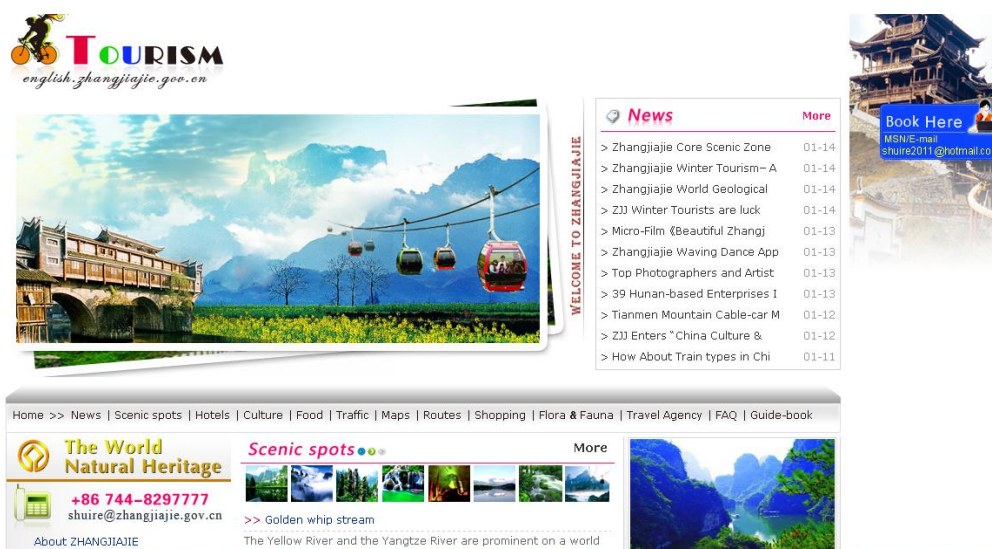 TOURISM
english.zhangjiajie.gov.cn
WELCOME TO ZHANGJIAJIE
News More
> Zhangjiajie Core Scenic Zone 01-14
> Zhangjiajie Winter Tourism–A 01-14
> Zhangjiajie World Geological 01-14
> ZJJ Winter Tourists are luck 01-14
> Micro-Film 《Beautiful Zhangj 01-13
> Zhangjiajie Waving Dance App 01-13
> Top Photographers and Artist 01-13
> 39 Hunan-based Enterprises I 01-13
> Tianmen Mountain Cable-car M 01-12
> ZJJ Enters “China Culture & 01-12
> How About Train types in Chi 01-11
Book Here
MSN/E-mail
shuire2011@hotmail.co
Home >> News | Scenic spots | Hotels | Culture | Food | Traffic | Maps | Routes | Shopping | Flora & Fauna | Travel Agency | FAQ | Guide-book
The World
Natural Heritage
+86 744-8297777
shuire@zhangjiajie.gov.cn
About ZHANGJIAJIE
Scenic spots More
>> Golden whip stream
The Yellow River and the Yangtze River are prominent on a world